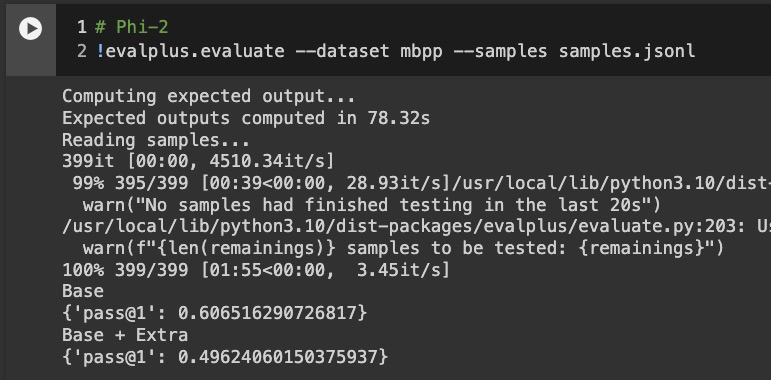 1 # Phi-2
2 !evalplus.evaluate --dataset mbpp --samples samples.jsonl
Computing expected output...
Expected outputs computed in 78.32s
Reading samples...
399it [00:00, 4510.34it/s]
99% 395/399 [00:39<00:00, 28.93it/s]/usr/local/lib/python3.10/dist-
warn("No samples had finished testing in the last 20s")
/usr/local/lib/python3.10/dist-packages/evalplus/evaluate.py:203: Us
warn(f"{len(remainings)} samples to be tested: {remainings}")
100% 399/399 [01:55<00:00,  3.45it/s]
Base
{'pass@1': 0.606516290726817}
Base + Extra
{'pass@1': 0.49624060150375937}